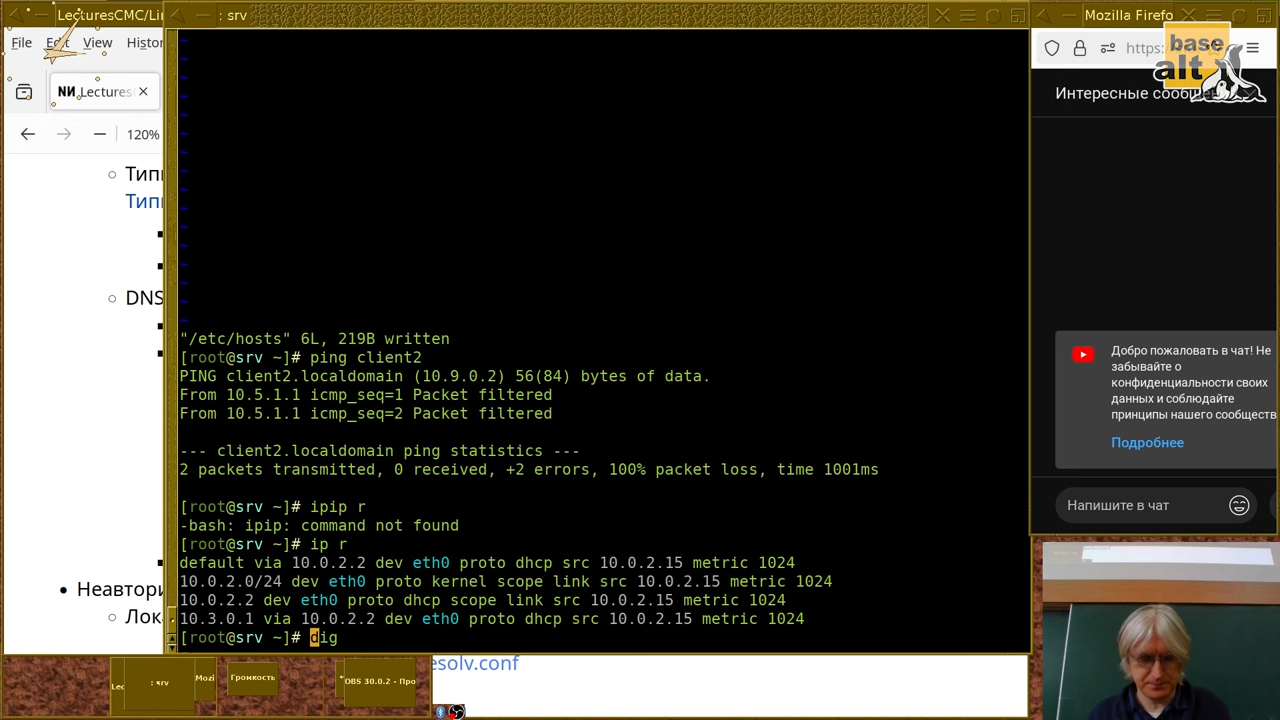 LecturesCMC/Lin
: srv
Mozilla Firefo
File
Edit
View
Histor
https:
base
alt
Lectures
120%
Интересные сообще
Типи
Типи
DNS
Неавтори
Лока
"/etc/hosts" 6L, 219B written
[root@srv ~]# ping client2
PING client2.localdomain (10.9.0.2) 56(84) bytes of data.
From 10.5.1.1 icmp_seq=1 Packet filtered
From 10.5.1.1 icmp_seq=2 Packet filtered
--- client2.localdomain ping statistics ---
2 packets transmitted, 0 received, +2 errors, 100% packet loss, time 1001ms
[root@srv ~]# ipip r
-bash: ipip: command not found
[root@srv ~]# ip r
default via 10.0.2.2 dev eth0 proto dhcp src 10.0.2.15 metric 1024
10.0.2.0/24 dev eth0 proto kernel scope link src 10.0.2.15 metric 1024
10.0.2.2 dev eth0 proto dhcp scope link src 10.0.2.15 metric 1024
10.3.0.1 via 10.0.2.2 dev eth0 proto dhcp src 10.0.2.15 metric 1024
[root@srv ~]# dig
Добро пожаловать в чат! Не
забывайте о
конфиденциальности своих
данных и соблюдайте
принципы нашего сообществ
Подробнее
Напишите в чат
esolv.conf
Lec
: srv
Mozi
Громкость
OBS 30.0.2 - Про